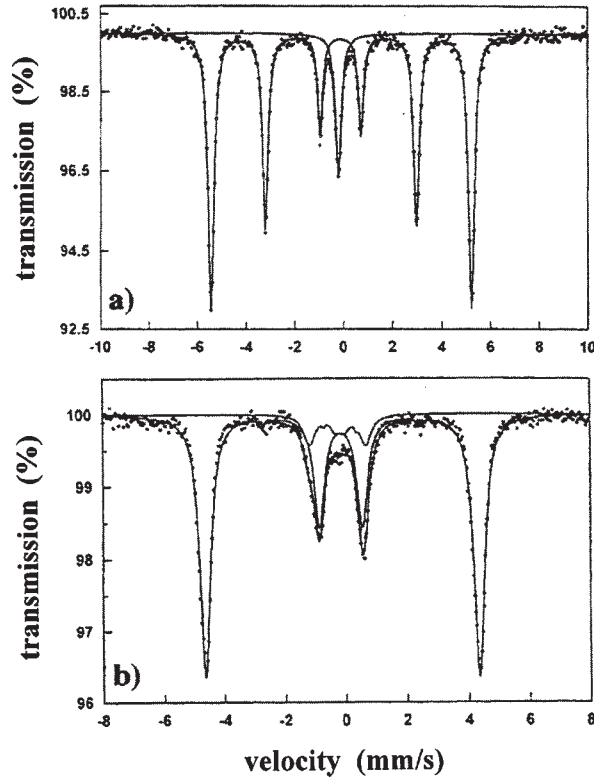 100.5
98.5
96.5
94.5
92.5
transmission (%)
a)
-10 -8 -6 -4 -2 0 2 4 6 8 10
100
99
98
97
96
transmission (%)
b)
-8 -6 -4 -2 0 2 4 6 8
velocity (mm/s)